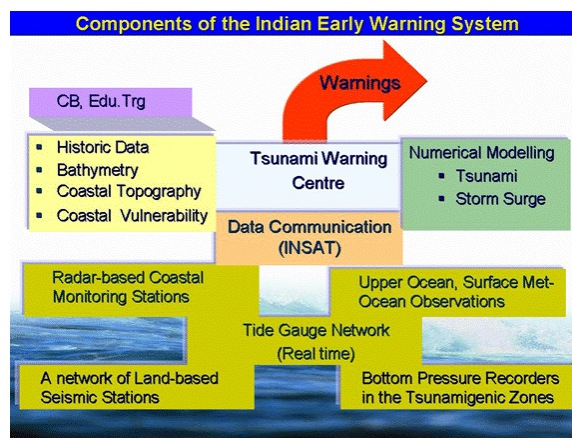 Components of the Indian Early Warning System
Warnings
CB, Edu.Trg
▪ Historic Data
▪ Bathymetry
▪ Coastal Topography
▪ Coastal Vulnerability
Tsunami Warning
Centre
Numerical Modelling
▪ Tsunami
▪ Storm Surge
Data Communication
(INSAT)
Radar-based Coastal
Monitoring Stations
Upper Ocean, Surface Met-
Ocean Observations
Tide Gauge Network
(Real time)
A network of Land-based
Seismic Stations
Bottom Pressure Recorders
in the Tsunamigenic Zones